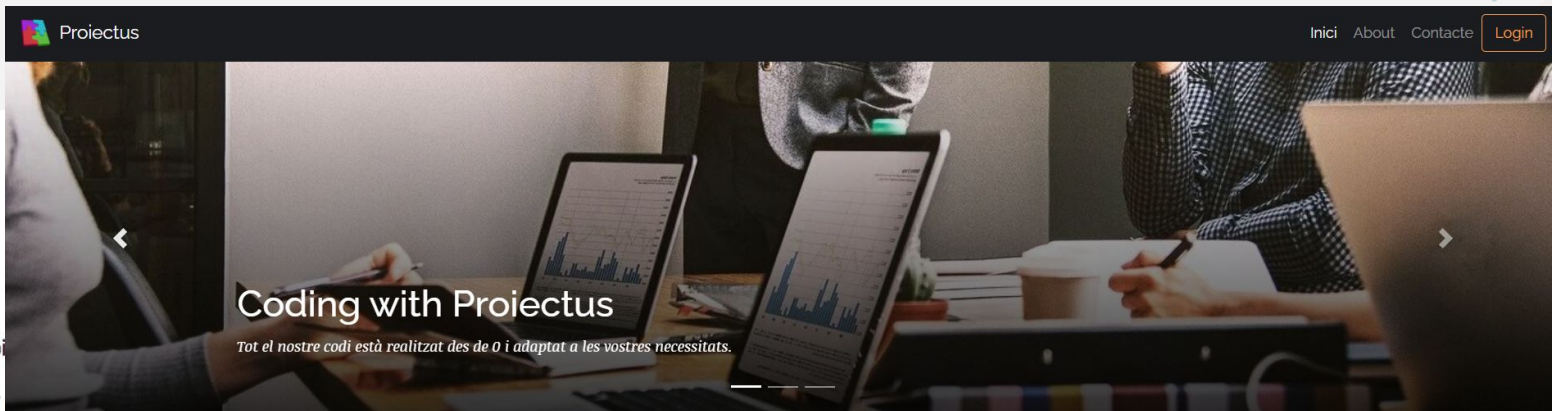 Proiectus
Inici About Contacte Login
Coding with Proiectus
Tot el nostre codi està realitzat des de 0 i adaptat a les vostres necessitats.